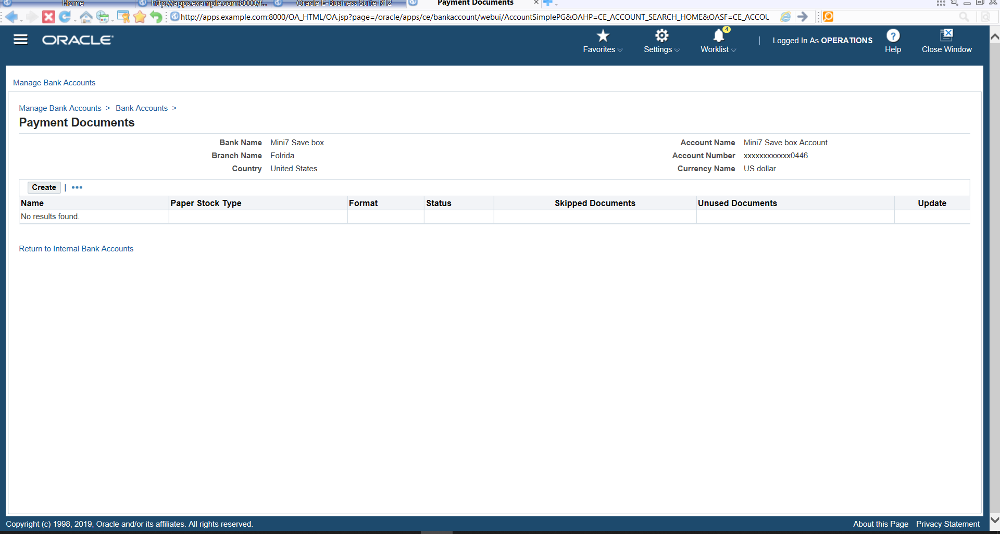 Home
http://apps.example.com:8000/f...
Oracle E-Business Suite R12
Payment Documents
http://apps.example.com:8000/OA_HTML/OA.jsp?page=/oracle/apps/ce/bankaccount/webui/AccountSimplePG&OAHP=CE_ACCOUNT_SEARCH_HOME&OASF=CE_ACCOU
ORACLE
Favorites
Settings
4
Worklist
Logged In As OPERATIONS
Help
Close Window
Manage Bank Accounts
Manage Bank Accounts > Bank Accounts >
Payment Documents
Bank Name Mini7 Save box
Branch Name Folrida
Country United States
Account Name Mini7 Save box Account
Account Number xxxxxxxxxxxx0446
Currency Name US dollar
Create | •••
Name Paper Stock Type Format Status Skipped Documents Unused Documents Update
No results found.
Return to Internal Bank Accounts
Copyright (c) 1998, 2019, Oracle and/or its affiliates. All rights reserved.
About this Page Privacy Statement